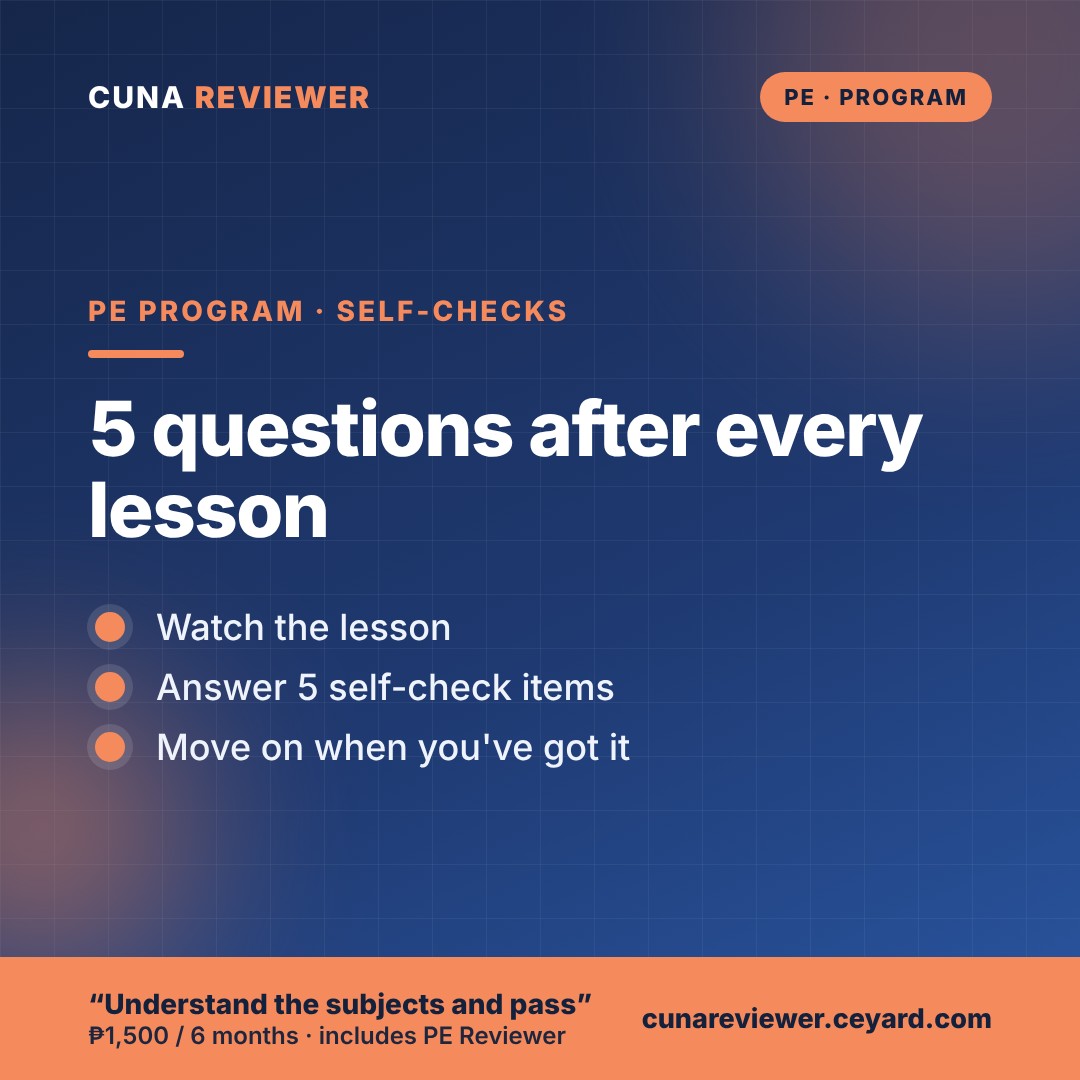 CUNA REVIEWER
PE · PROGRAM
PE PROGRAM · SELF-CHECKS
5 questions after every
lesson
Watch the lesson
Answer 5 self-check items
Move on when you've got it
“Understand the subjects and pass”
₱1,500 / 6 months · includes PE Reviewer
cunareviewer.ceyard.com